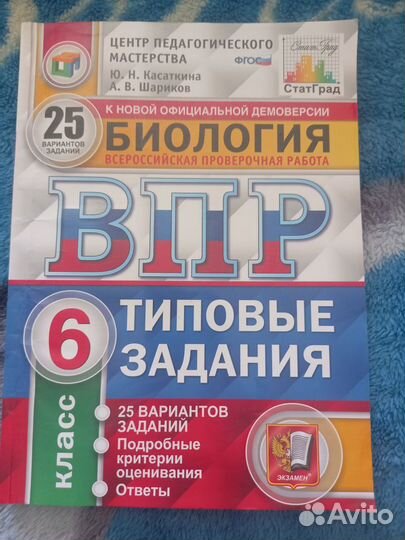 ЦЕНТР ПЕДАГОГИЧЕСКОГО
МАСТЕРСТВА
Ю. Н. Касаткина
А. В. Шариков
ФГОС
СтатГрад
СтатГрад
К НОВОЙ ОФИЦИАЛЬНОЙ ДЕМОВЕРСИИ
25
ВАРИАНТОВ
ЗАДАНИЙ
БИОЛОГИЯ
ВСЕРОССИЙСКАЯ ПРОВЕРОЧНАЯ РАБОТА
ВПР
6
класс
ТИПОВЫЕ
ЗАДАНИЯ
25 ВАРИАНТОВ
ЗАДАНИЙ
Подробные
критерии
оценивания
Ответы
ЭКЗАМЕН
Avito